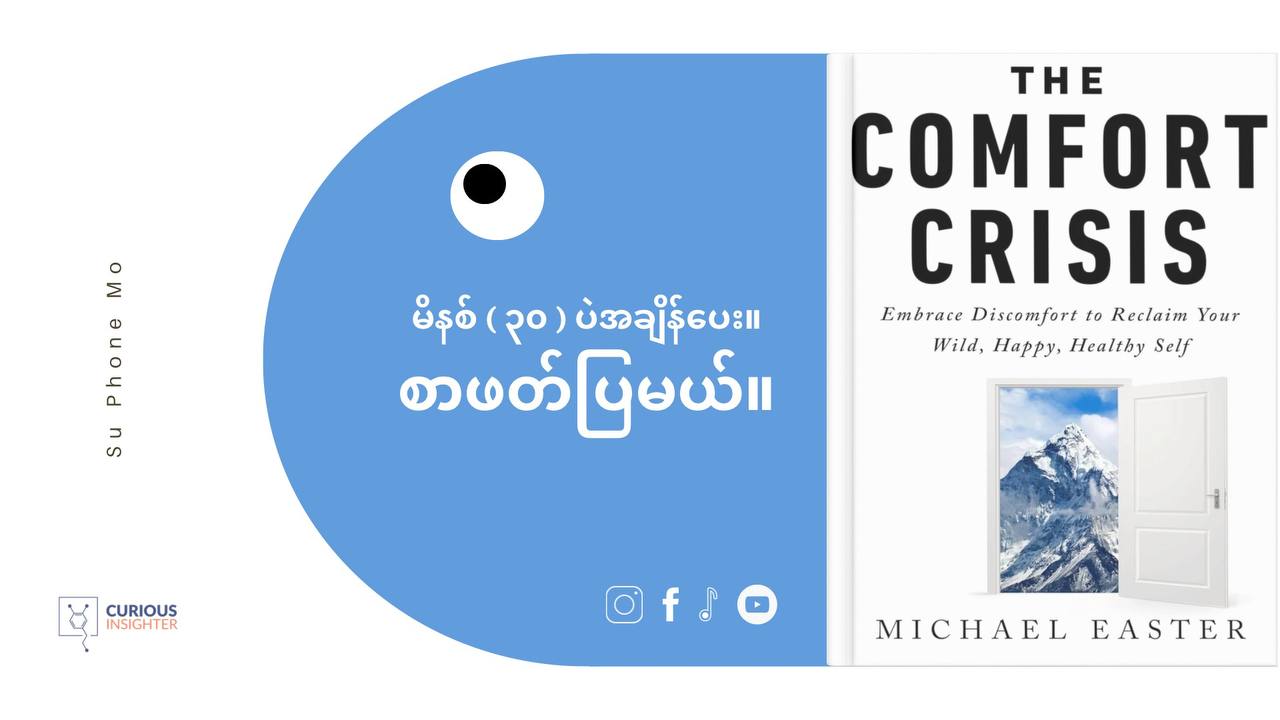 Su Phone Mo
CURIOUS
INSIGHTER
မိနစ် ( ၃၀ ) ပဲအချိန်ပေး။
စာဖတ်ပြမယ်။
THE
COMFORT
CRISIS
Embrace Discomfort to Reclaim Your
Wild, Happy, Healthy Self
MICHAEL EASTER